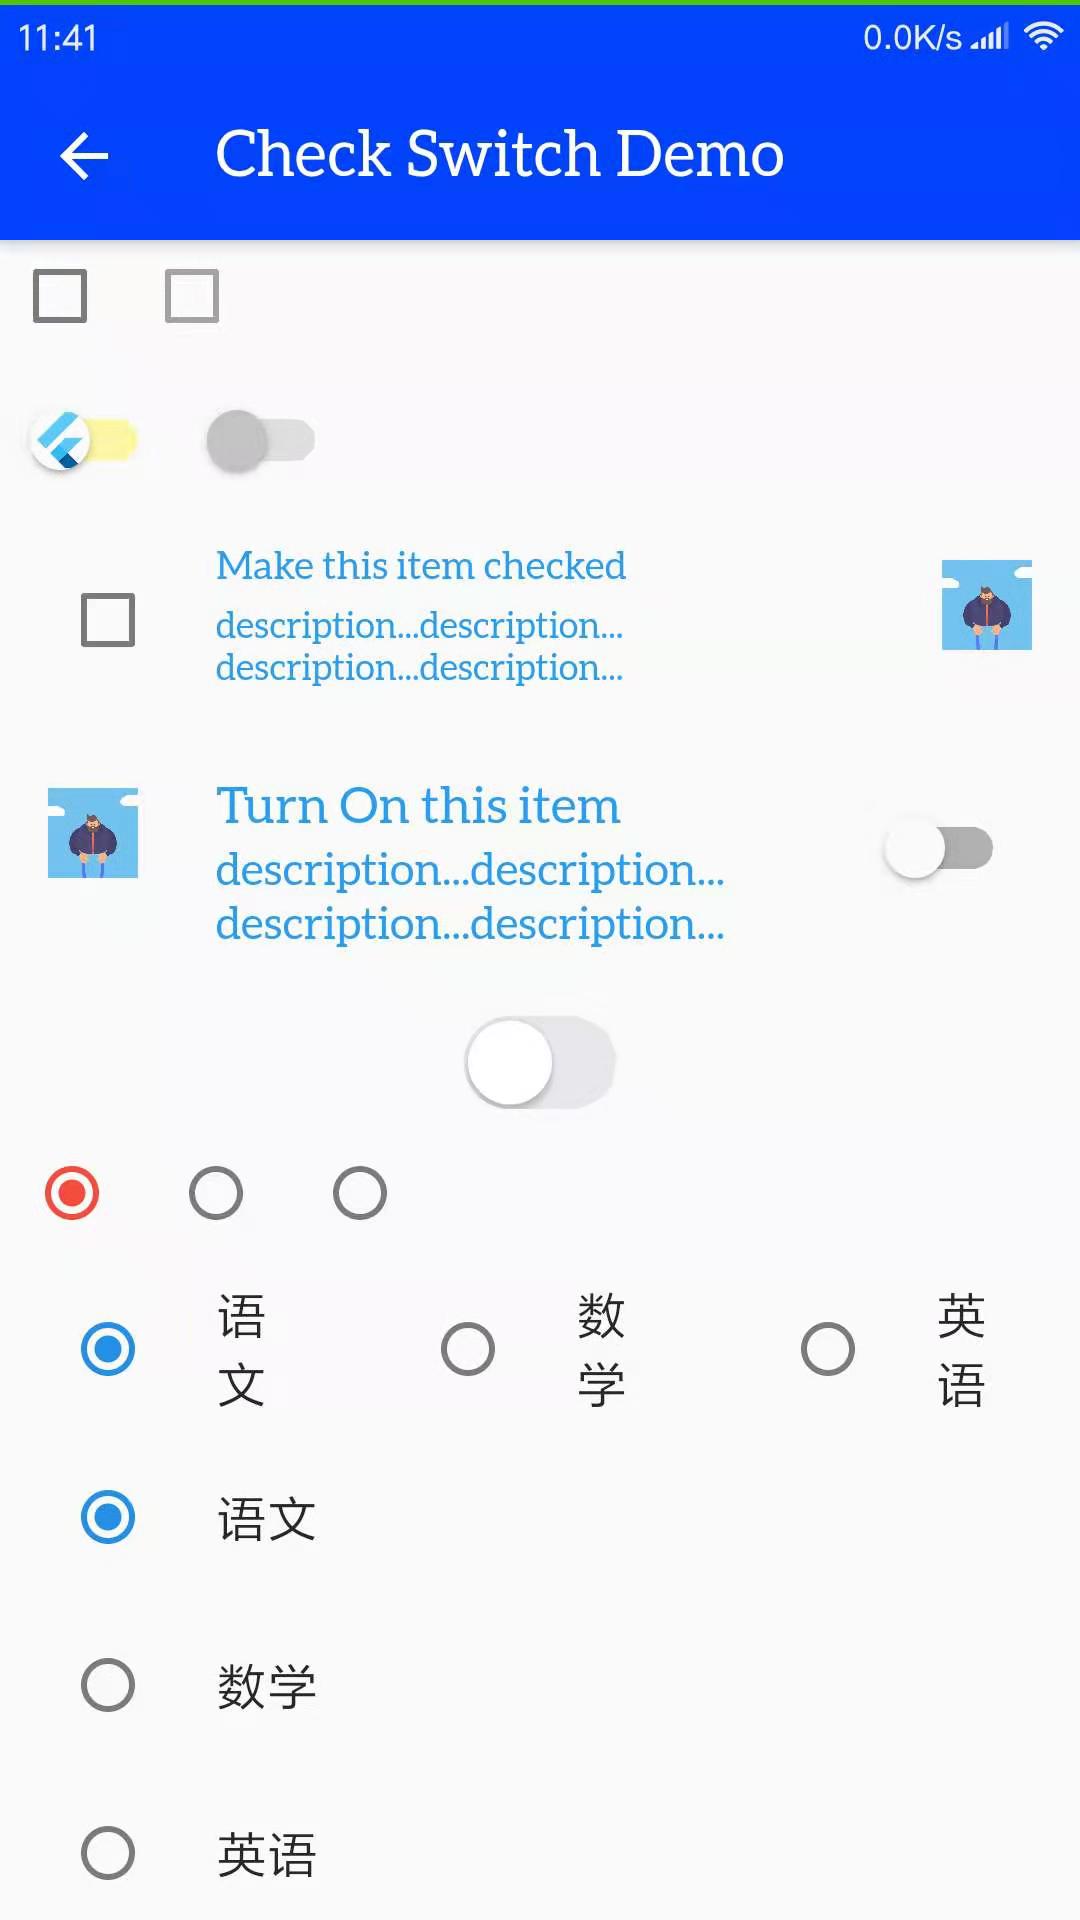 11:41 0.0K/s
Check Switch Demo
Make this item checked
description...description...
description...description...
Turn On this item
description...description...
description...description...
语 数 英
文 学 语
语文
数学
英语